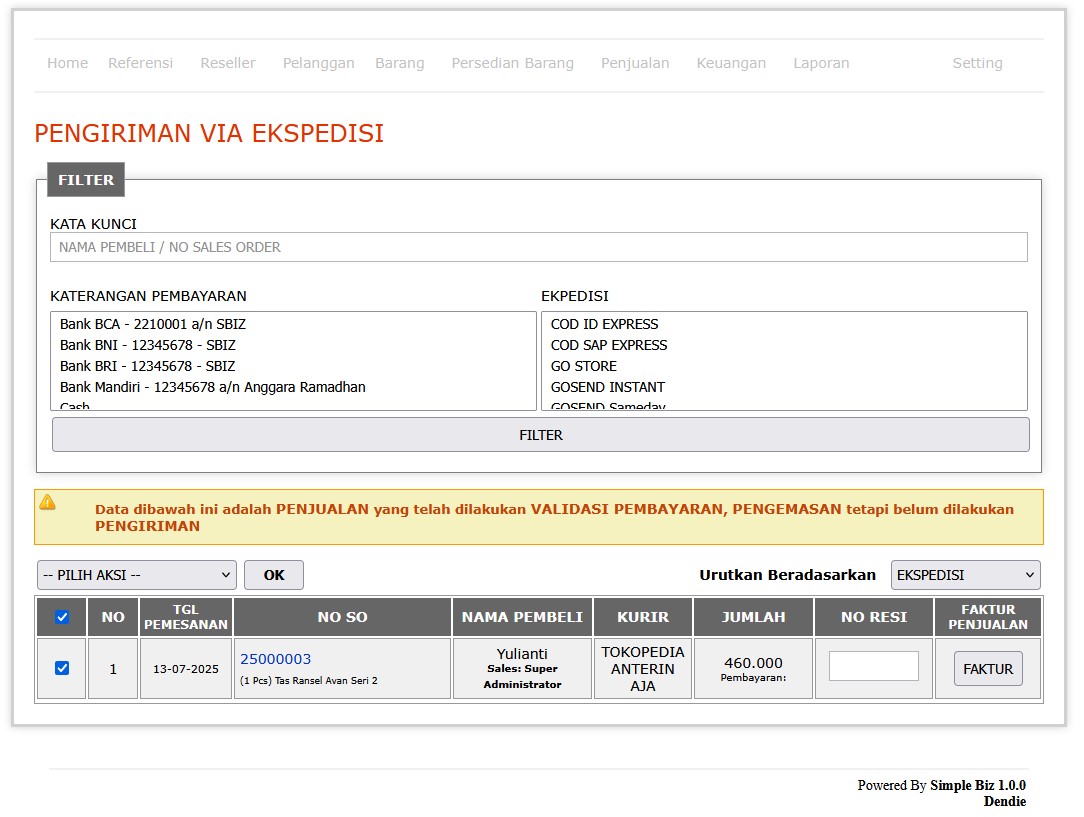 Home Referensi Reseller Pelanggan Barang Persedian Barang Penjualan Keuangan Laporan Setting
PENGIRIMAN VIA EKSPEDISI
FILTER
KATA KUNCI
NAMA PEMBELI / NO SALES ORDER
KATERANGAN PEMBAYARAN
Bank BCA - 2210001 a/n SBIZ
Bank BNI - 12345678 - SBIZ
Bank BRI - 12345678 - SBIZ
Bank Mandiri - 12345678 a/n Anggara Ramadhan
Cash
EKPEDISI
COD ID EXPRESS
COD SAP EXPRESS
GO STORE
GOSEND INSTANT
GOSEND Sameday
FILTER
Data dibawah ini adalah PENJUALAN yang telah dilakukan VALIDASI PEMBAYARAN, PENGEMASAN tetapi belum dilakukan
PENGIRIMAN
-- PILIH AKSI -- OK Urutkan Beradasarkan EKSPEDISI
NO
TGL
PEMESANAN
NO SO
NAMA PEMBELI
KURIR
JUMLAH
NO RESI
FAKTUR
PENJUALAN
1
13-07-2025
25000003
(1 Pcs) Tas Ransel Avan Seri 2
Yulianti
Sales: Super
Administrator
TOKOPEDIA
ANTERIN
AJA
460.000
Pembayaran:
FAKTUR
Powered By Simple Biz 1.0.0
Dendie